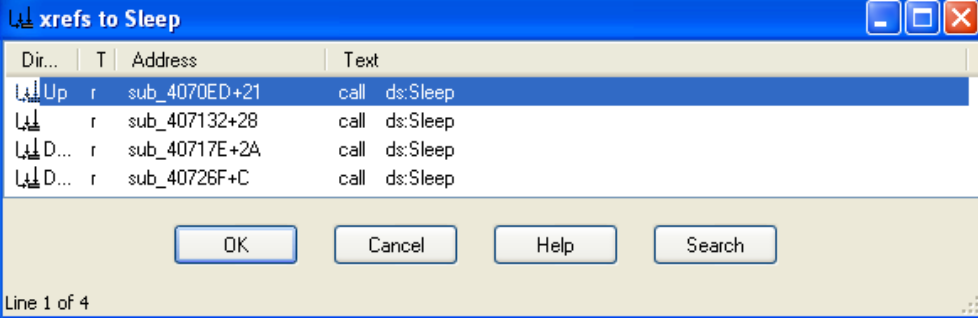 xrefs to Sleep
Dir... T Address Text
Up r sub_4070ED+21 call ds:Sleep
r sub_407132+28 call ds:Sleep
D... r sub_40717E+2A call ds:Sleep
D... r sub_40726F+C call ds:Sleep
OK Cancel Help Search
Line 1 of 4